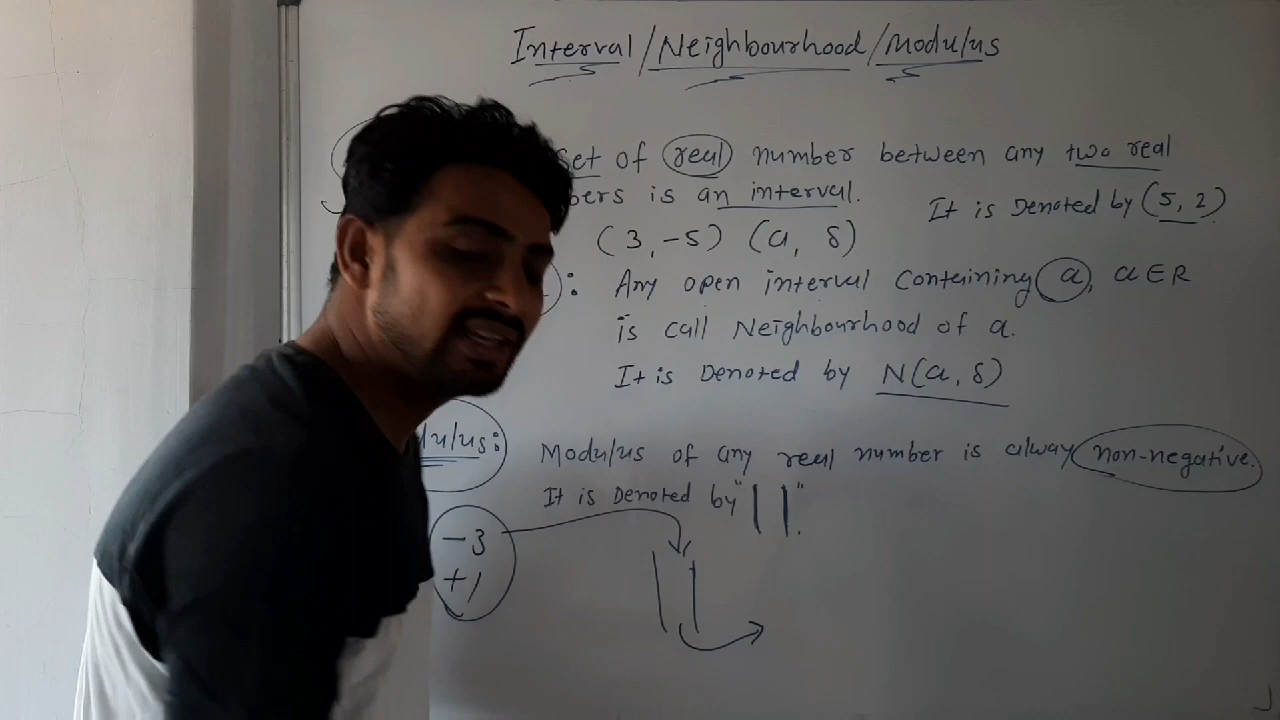 Interval/Neighbourhood/Modulus
set of real number between any two real
bers is an interval.
It is Denoted by (5, 2)
(3, -5) (a, δ)
: Any open interval Containing a, a ∈ R
is call Neighbourhood of a.
It is Denoted by N(a, δ)
dulus: Modulus of any real number is alway non-negative.
It is Denoted by "| |".
-3
+1
| |